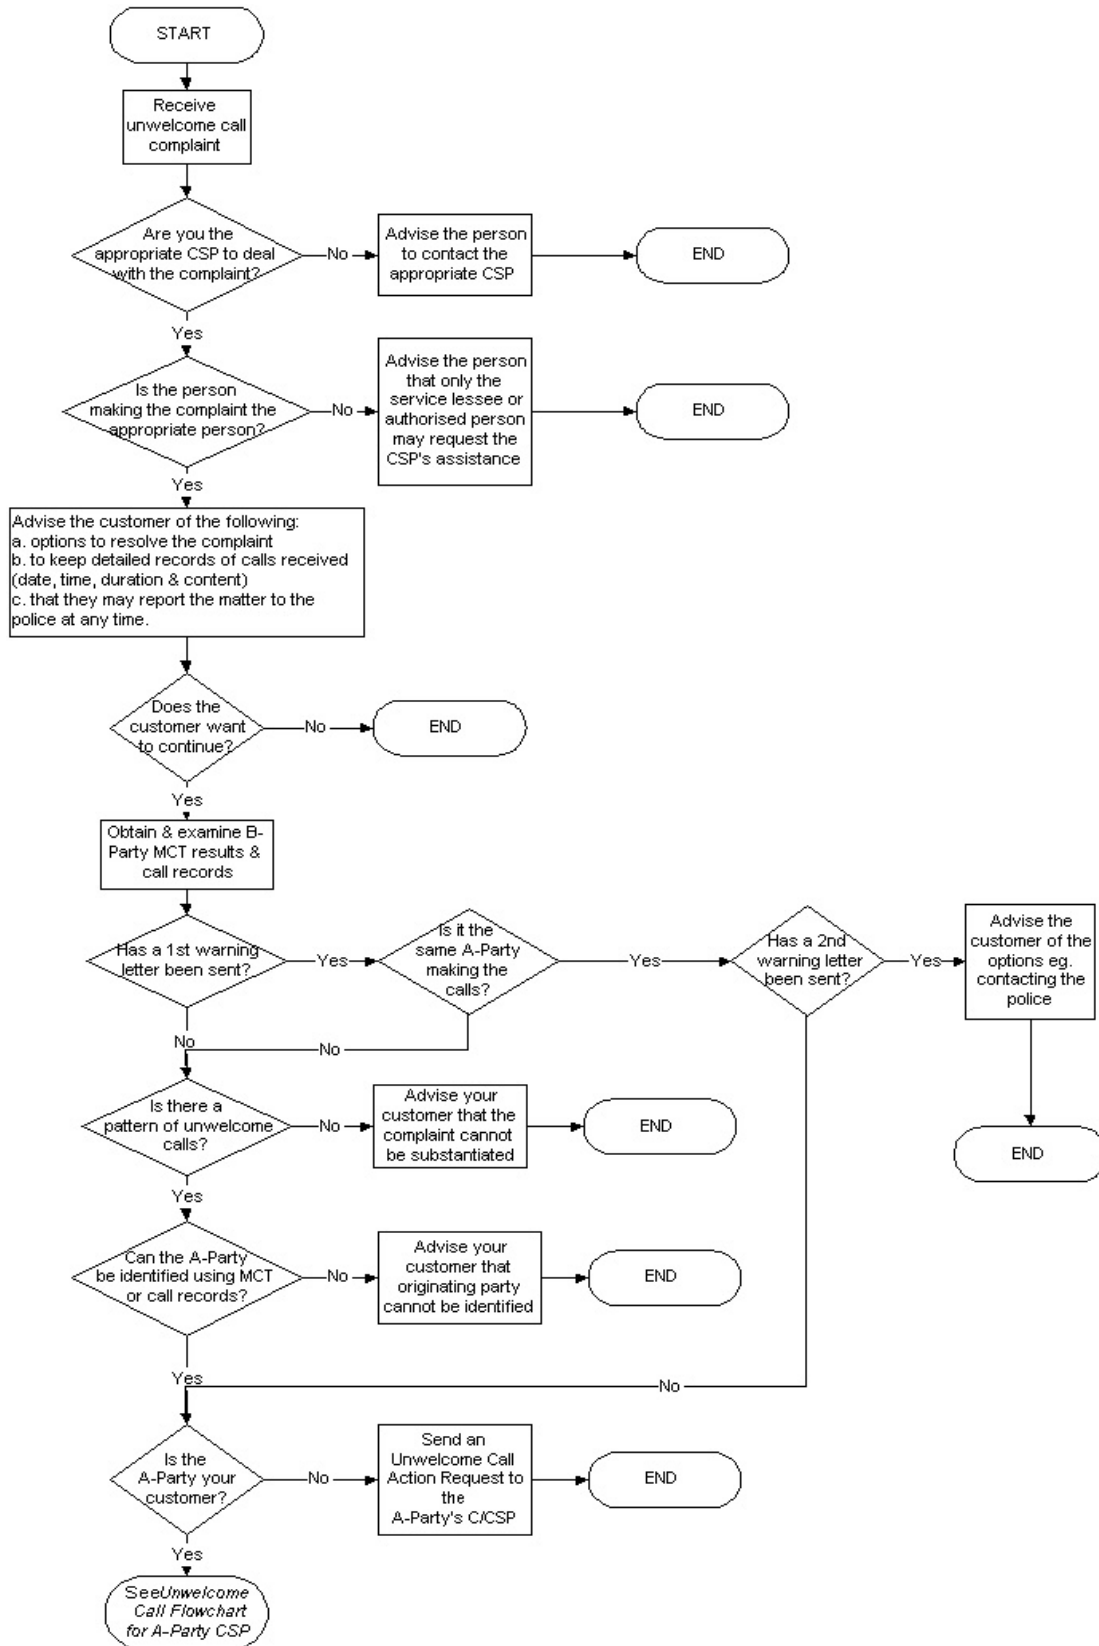 START
Receive
unwelcome call
complaint
Are you the
appropriate CSP to deal
with the complaint?
No
Advise the person
to contact the
appropriate CSP
END
Yes
Is the person
making the complaint the
appropriate person?
No
Advise the person
that only the
service lessee or
authorised person
may request the
CSP's assistance
END
Yes
Advise the customer of the following:
a. options to resolve the complaint
b. to keep detailed records of calls received
(date, time, duration & content)
c. that they may report the matter to the
police at any time.
Does the
customer want
to continue?
No
END
Yes
Obtain & examine B-
Party MCT results &
call records
Has a 1st warning
letter been sent?
Yes
Is it the
same A-Party
making the
calls?
Yes
Has a 2nd
warning letter
been sent?
Yes
Advise the
customer of the
options eg.
contacting the
police
END
No
No
Is there a
pattern of unwelcome
calls?
No
Advise your
customer that the
complaint cannot
be substantiated
END
Yes
Can the A-Party
be identified using MCT
or call records?
No
Advise your
customer that
originating party
cannot be identified
END
Yes
No
Is the
A-Party your
customer?
No
Send an
Unwelcome Call
Action Request to
the
A-Party's C/CSP
END
Yes
SeeUnwelcome
Call Flowchart
for A-Party CSP